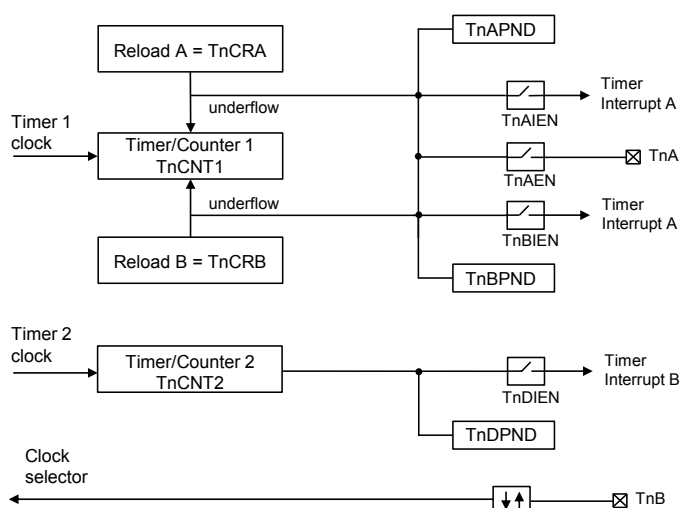 TnAPND
Reload A = TnCRA
underflow
Timer
Interrupt A
TnAIEN
Timer 1
clock
Timer/Counter 1
TnCNT1
TnA
TnAEN
underflow
Timer
Interrupt A
TnBIEN
Reload B = TnCRB
TnBPND
Timer 2
clock
Timer/Counter 2
TnCNT2
Timer
Interrupt B
TnDIEN
TnDPND
Clock
selector
TnB